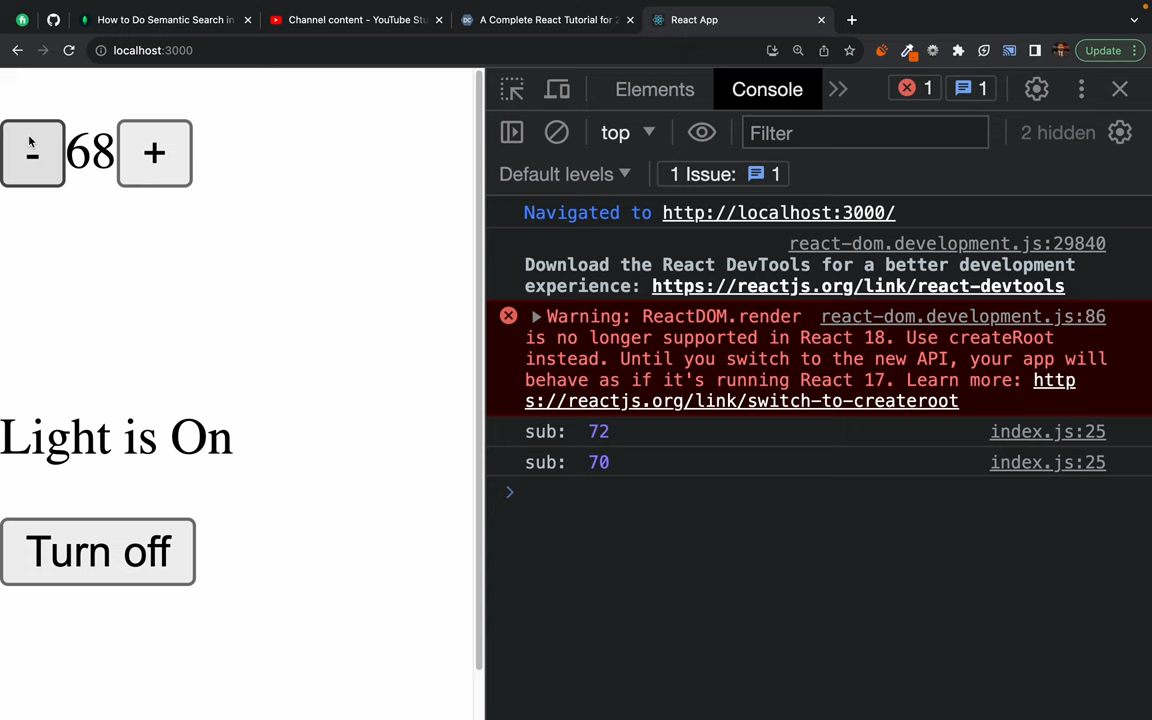 How to Do Semantic Search in
Channel content - YouTube Stu
A Complete React Tutorial for 2
React App
localhost:3000
Update
- 68 +
Light is On
Turn off
Elements
Console
1
1
top
Filter
2 hidden
Default levels
1 Issue: 1
Navigated to http://localhost:3000/
react-dom.development.js:29840
Download the React DevTools for a better development
experience: https://reactjs.org/link/react-devtools
Warning: ReactDOM.render react-dom.development.js:86
is no longer supported in React 18. Use createRoot
instead. Until you switch to the new API, your app will
behave as if it's running React 17. Learn more: http
s://reactjs.org/link/switch-to-createroot
sub: 72 index.js:25
sub: 70 index.js:25